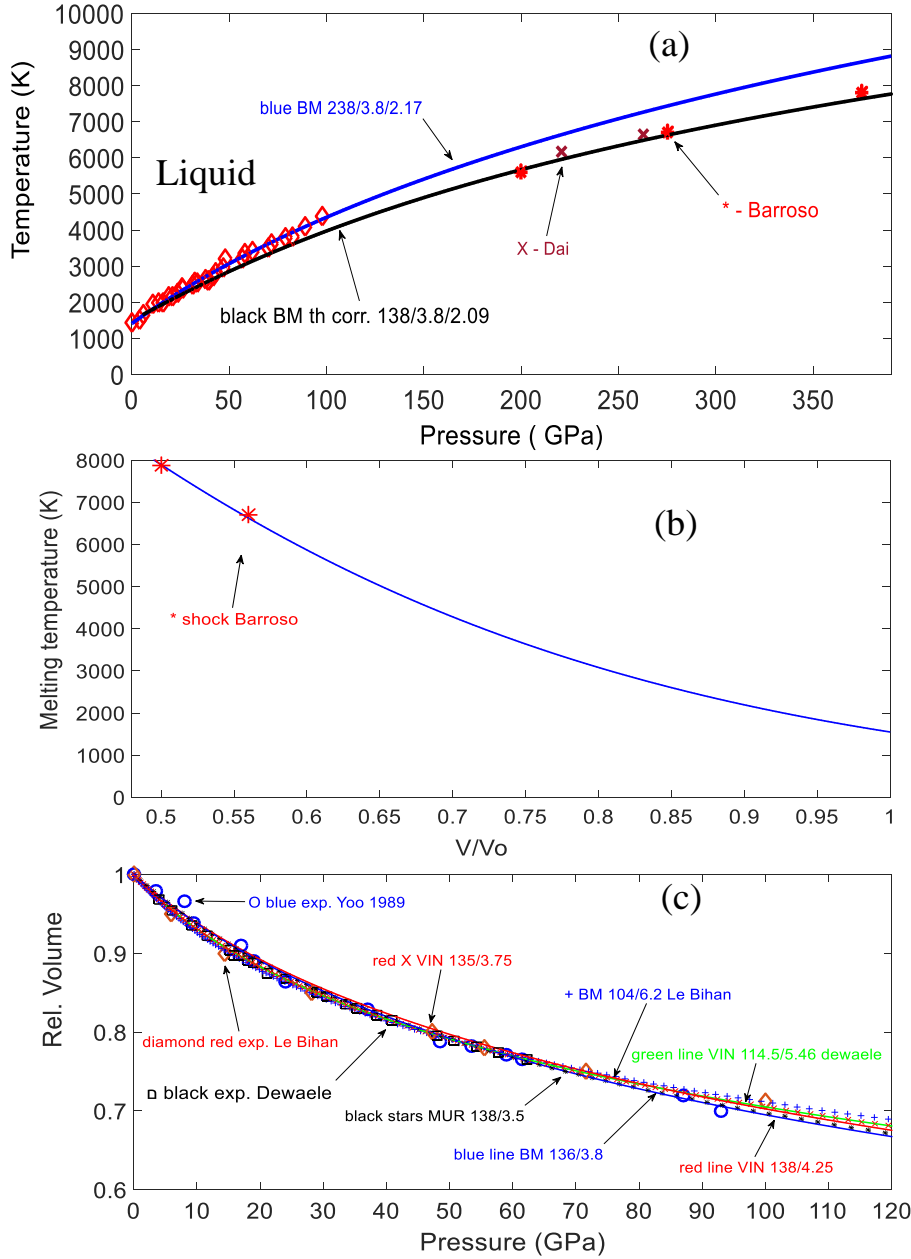 10000
9000
8000
7000
6000
5000
4000
3000
2000
1000
0
Temperature (K)
(a)
blue BM 238/3.8/2.17
Liquid
* - Barroso
X - Dai
black BM th corr. 138/3.8/2.09
0 50 100 150 200 250 300 350
Pressure ( GPa)
8000
7000
6000
5000
4000
3000
2000
1000
0
Melting temperature (K)
(b)
* shock Barroso
0.5 0.55 0.6 0.65 0.7 0.75 0.8 0.85 0.9 0.95 1
V/Vo
1
0.9
0.8
0.7
0.6
Rel. Volume
(c)
O blue exp. Yoo 1989
red X VIN 135/3.75
+ BM 104/6.2 Le Bihan
diamond red exp. Le Bihan
green line VIN 114.5/5.46 dewaele
black exp. Dewaele
black stars MUR 138/3.5
blue line BM 136/3.8
red line VIN 138/4.25
0 10 20 30 40 50 60 70 80 90 100 110 120
Pressure (GPa)